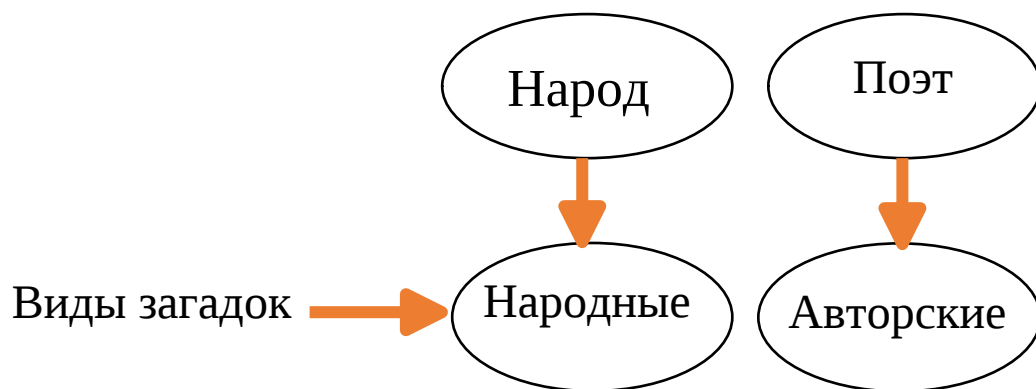 Народ
Поэт
Виды загадок
Народные
Авторские